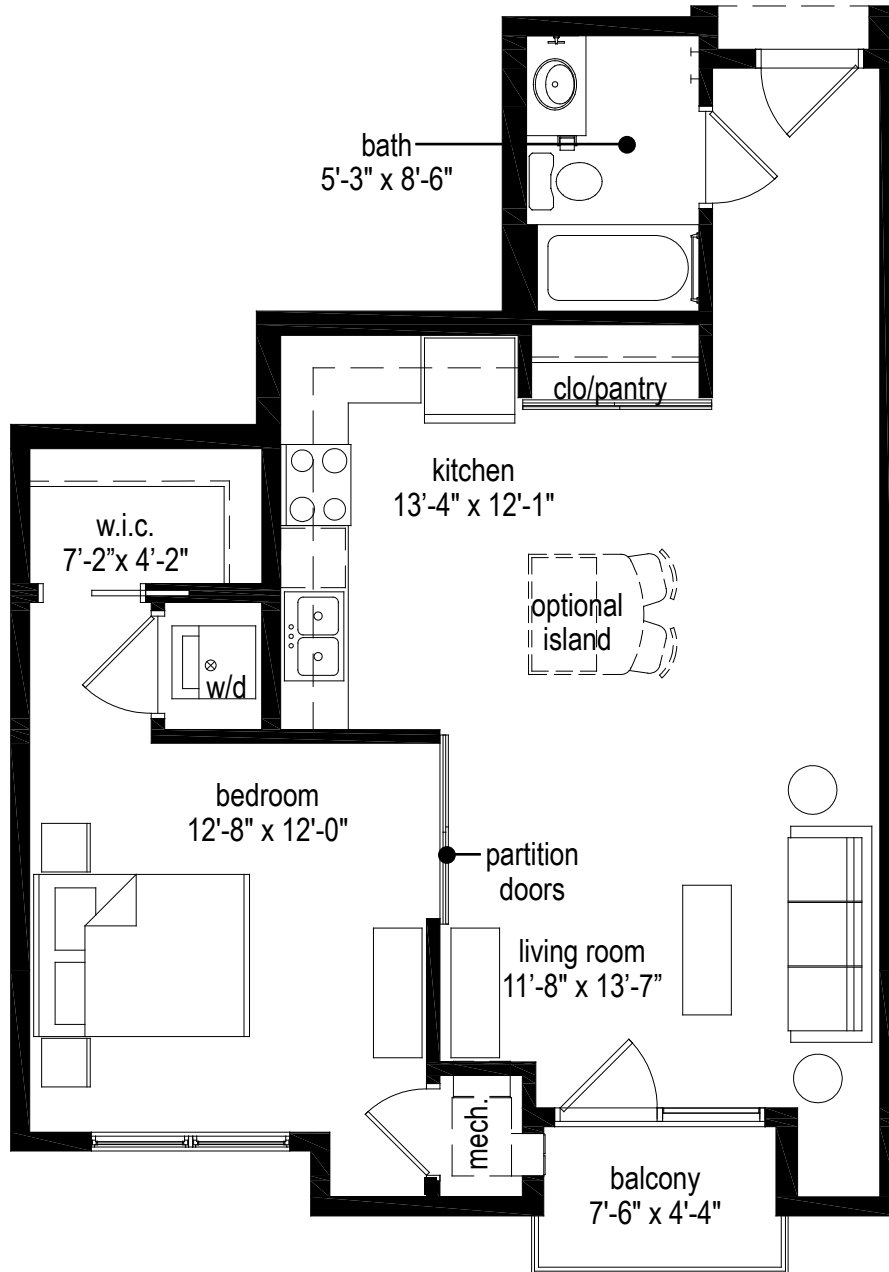 bath
5'-3" x 8'-6"
clo/pantry
kitchen
13’-4" x 12'-1"
w.i.c.
7’-2”x 4’-2"
optional
island
w/d
bedroom
12'-8" x 12'-0"
partition
doors
living room
11’-8" x 13’-7”
mech.
balcony
7'-6" x 4'-4"